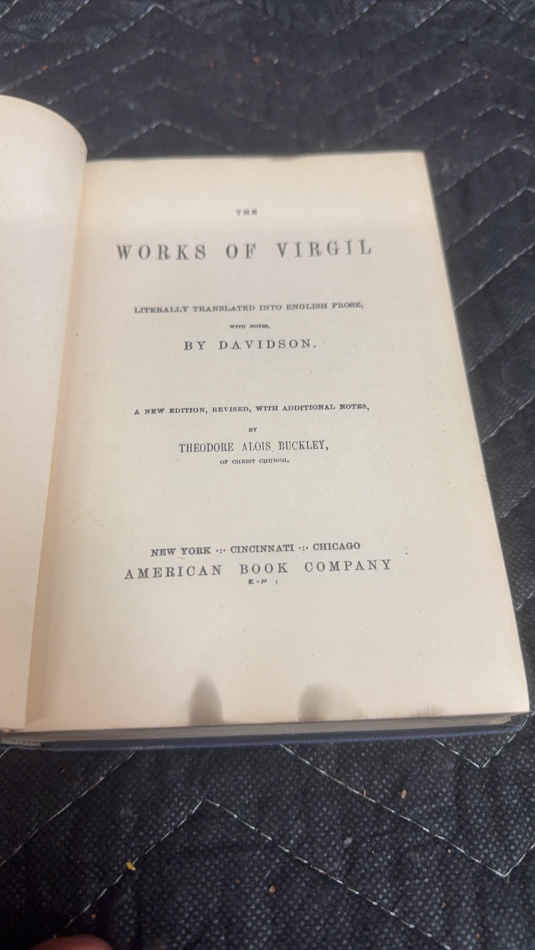 THE
WORKS OF VIRGIL
LITERALLY TRANSLATED INTO ENGLISH PROSE,
WITH NOTES,
BY DAVIDSON.
A NEW EDITION, REVISED, WITH ADDITIONAL NOTES,
BY
THEODORE ALOIS BUCKLEY,
OF CHRIST CHURCH.
NEW YORK ·:· CINCINNATI ·:· CHICAGO
AMERICAN BOOK COMPANY